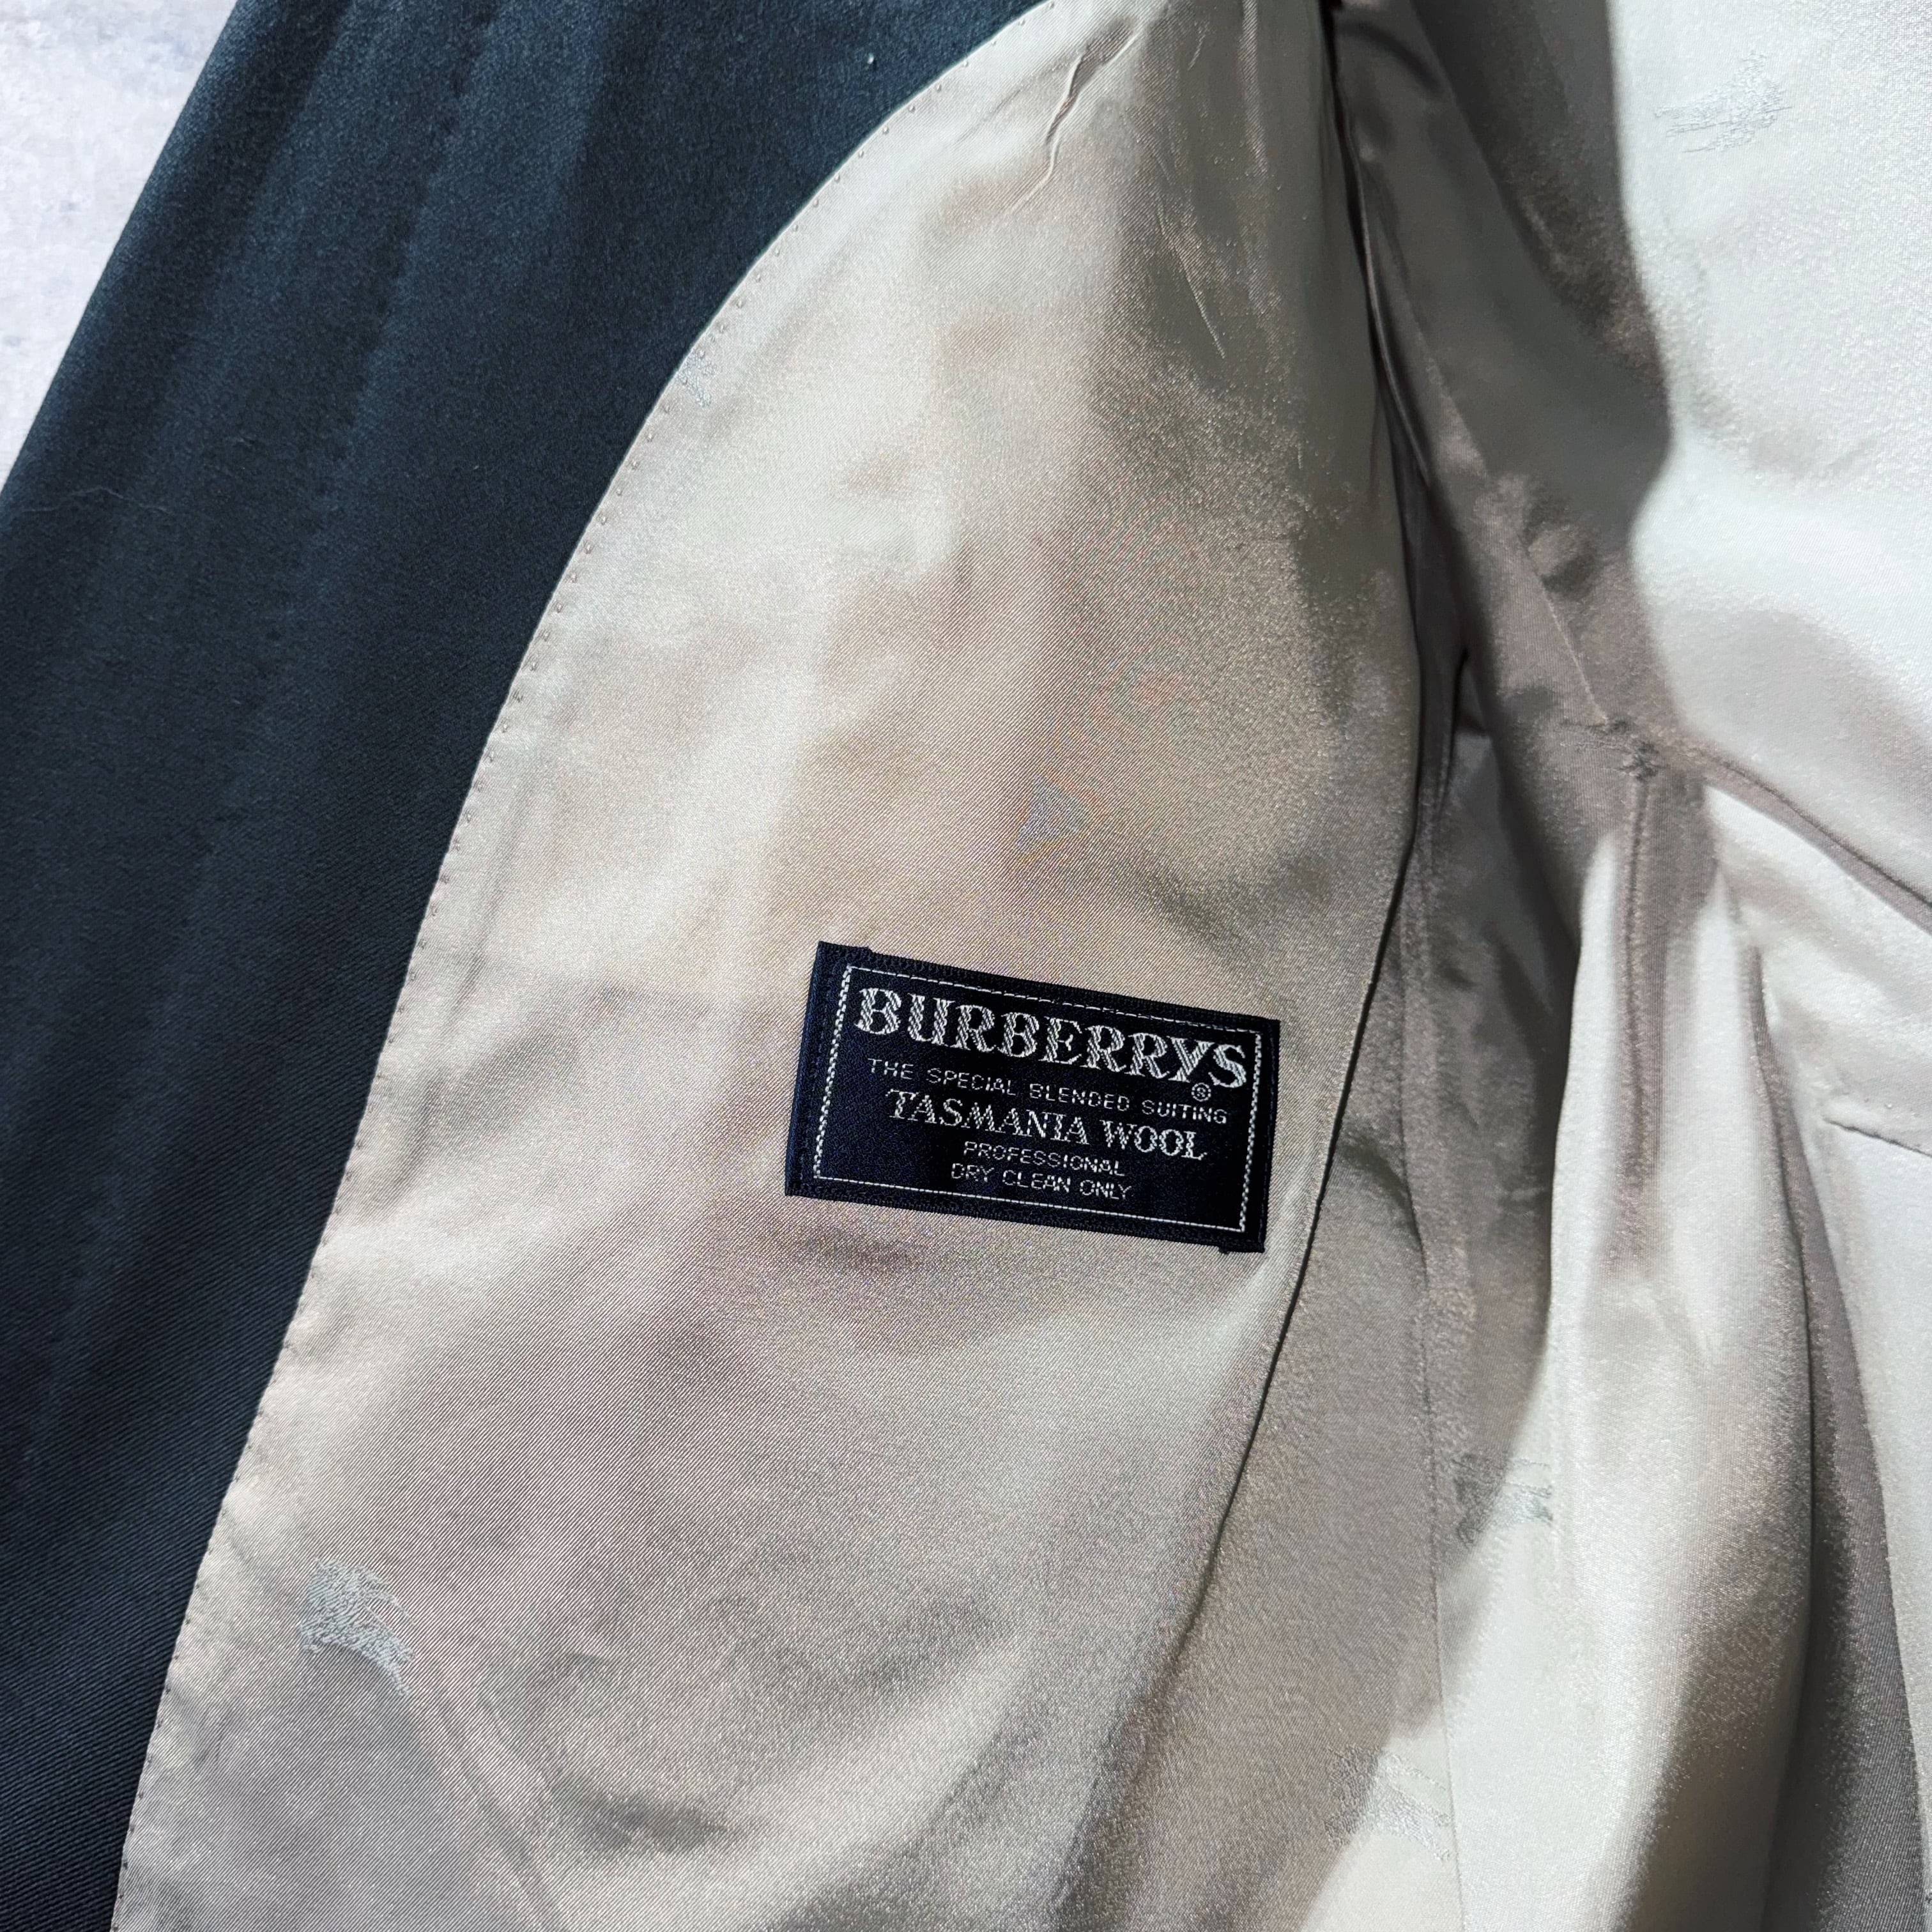 BURBERRYS®
THE SPECIAL BLENDED SUITING
TASMANIA WOOL
PROFESSIONAL
DRY CLEAN ONLY